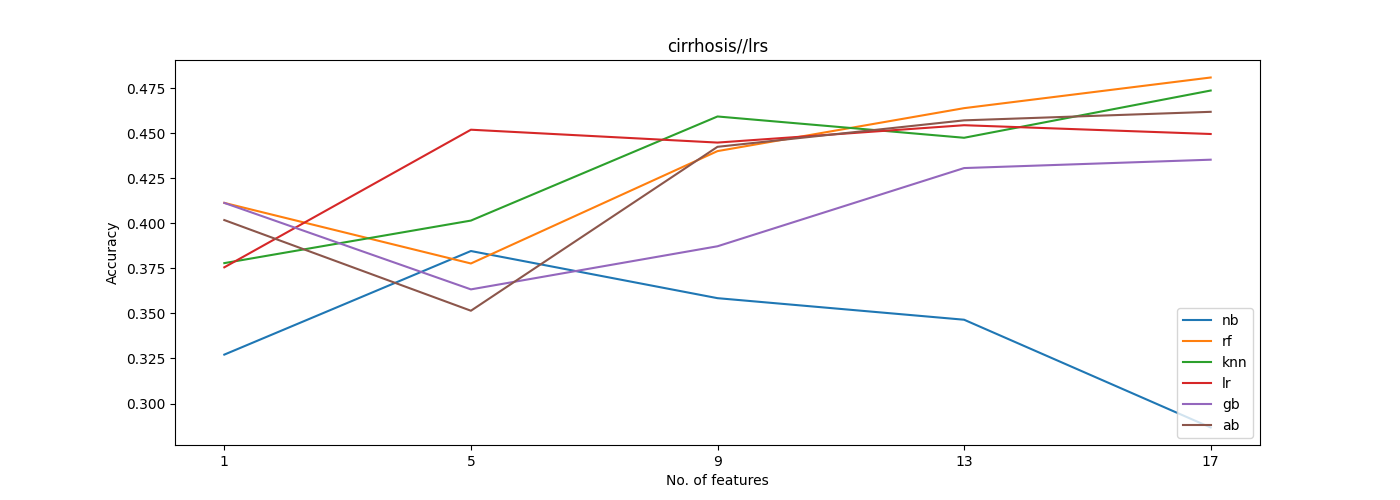 cirrhosis//lrs
Accuracy
0.475
0.450
0.425
0.400
0.375
0.350
0.325
0.300
1 5 9 13 17
No. of features
nb
rf
knn
lr
gb
ab